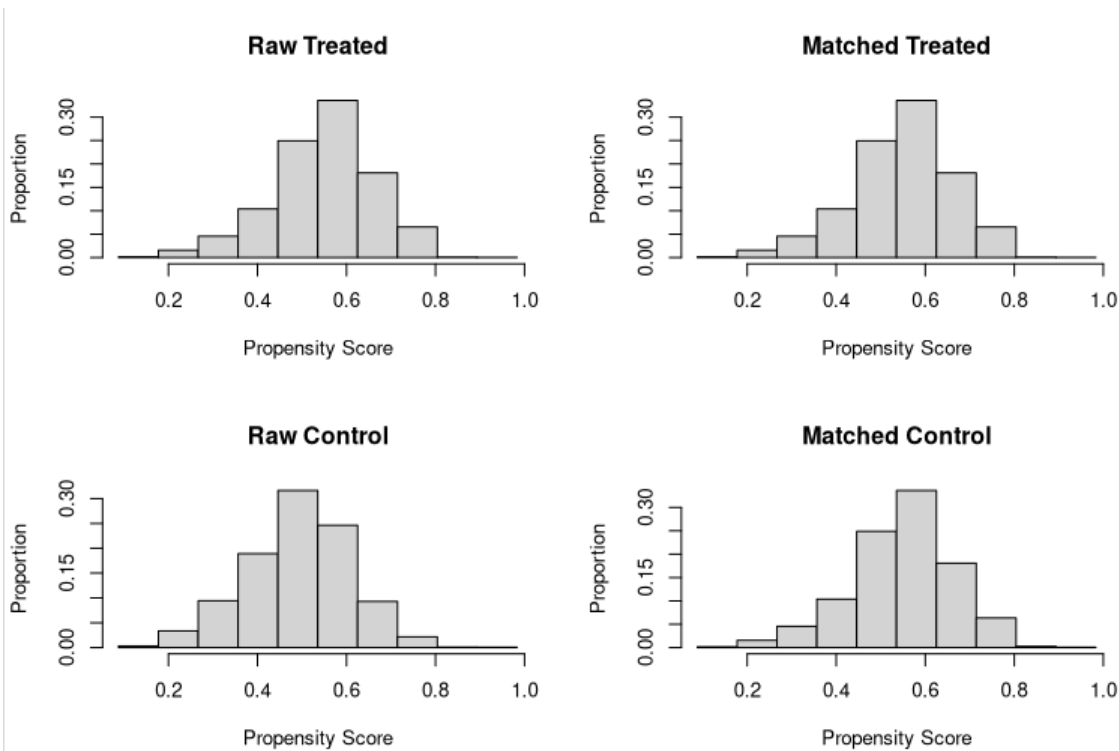 Raw Treated
Proportion
0.00 0.15 0.30
0.2 0.4 0.6 0.8 1.0
Propensity Score
Matched Treated
Proportion
0.00 0.15 0.30
0.2 0.4 0.6 0.8 1.0
Propensity Score
Raw Control
Proportion
0.00 0.15 0.30
0.2 0.4 0.6 0.8 1.0
Propensity Score
Matched Control
Proportion
0.00 0.15 0.30
0.2 0.4 0.6 0.8 1.0
Propensity Score